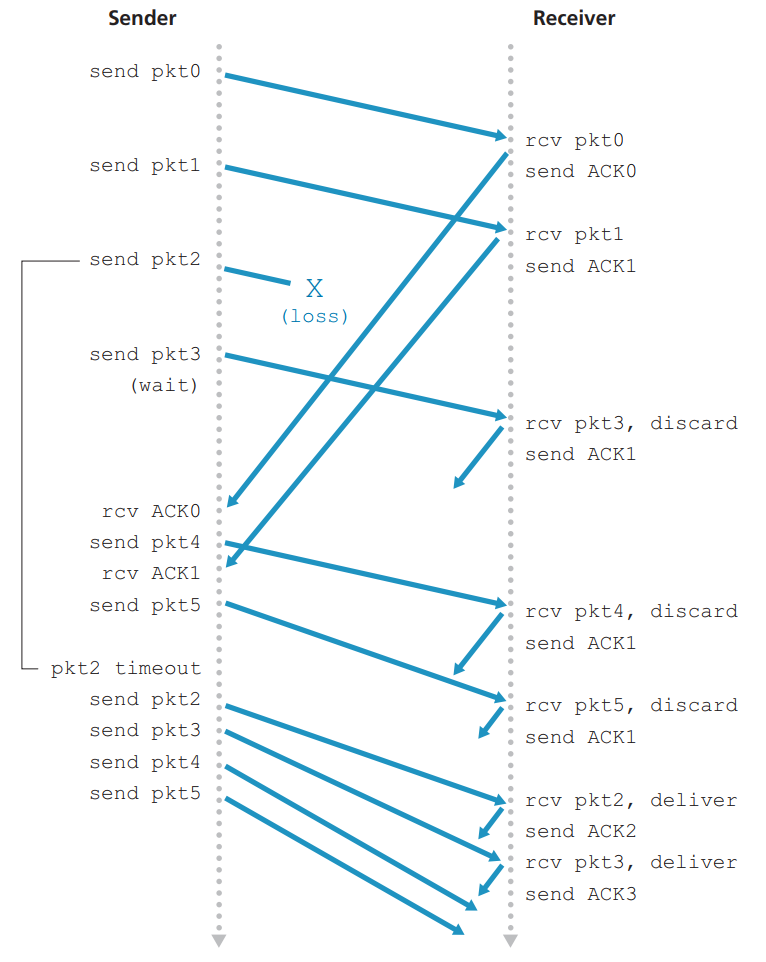 Sender
Receiver
send pkt0
rcv pkt0
send ACK0
send pkt1
rcv pkt1
send ACK1
send pkt2
X
(loss)
send pkt3
(wait)
rcv pkt3, discard
send ACK1
rcv ACK0
send pkt4
rcv ACK1
send pkt5
rcv pkt4, discard
send ACK1
pkt2 timeout
send pkt2
send pkt3
send pkt4
send pkt5
rcv pkt5, discard
send ACK1
rcv pkt2, deliver
send ACK2
rcv pkt3, deliver
send ACK3